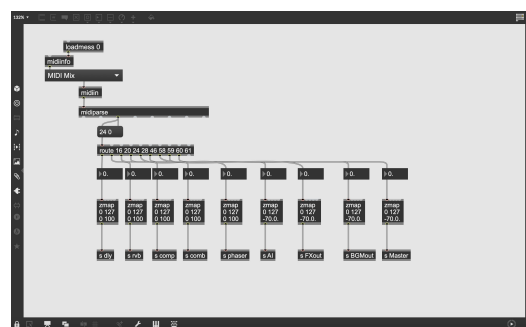 132%
loadmess 0
midiinfo
MIDI Mix
midiin
midiparse
24 0
route 16 20 24 28 46 58 59 60 61
0. 0. 0. 0. 0. 0. 0. 0. 0.
zmap zmap zmap zmap zmap zmap zmap zmap zmap
0 127 0 127 0 127 0 127 0 127 0 127 0 127 0 127 0 127
0 100 0 100 0 100 0 100 0 100 -70.0. -70.0. -70.0. -70.0.
s dly s rvb s comp s comb s phaser s AI s FXout s BGMout s Master